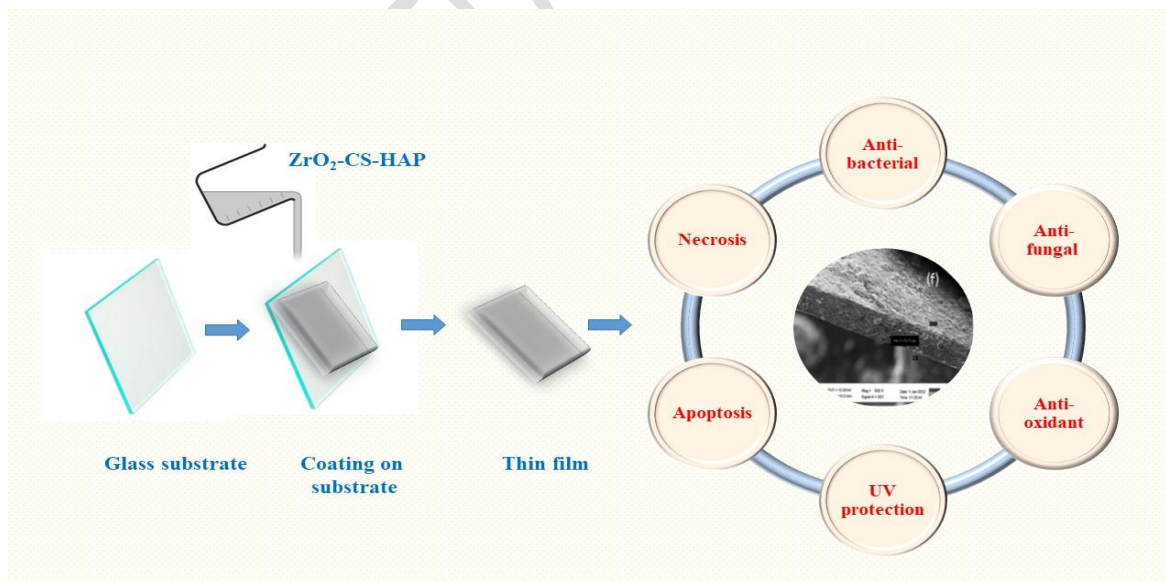 ZrO₂-CS-HAP
Glass substrate
Coating on
substrate
Thin film
Anti-
bacterial
Anti-
fungal
Anti-
oxidant
UV
protection
Apoptosis
Necrosis
(f)